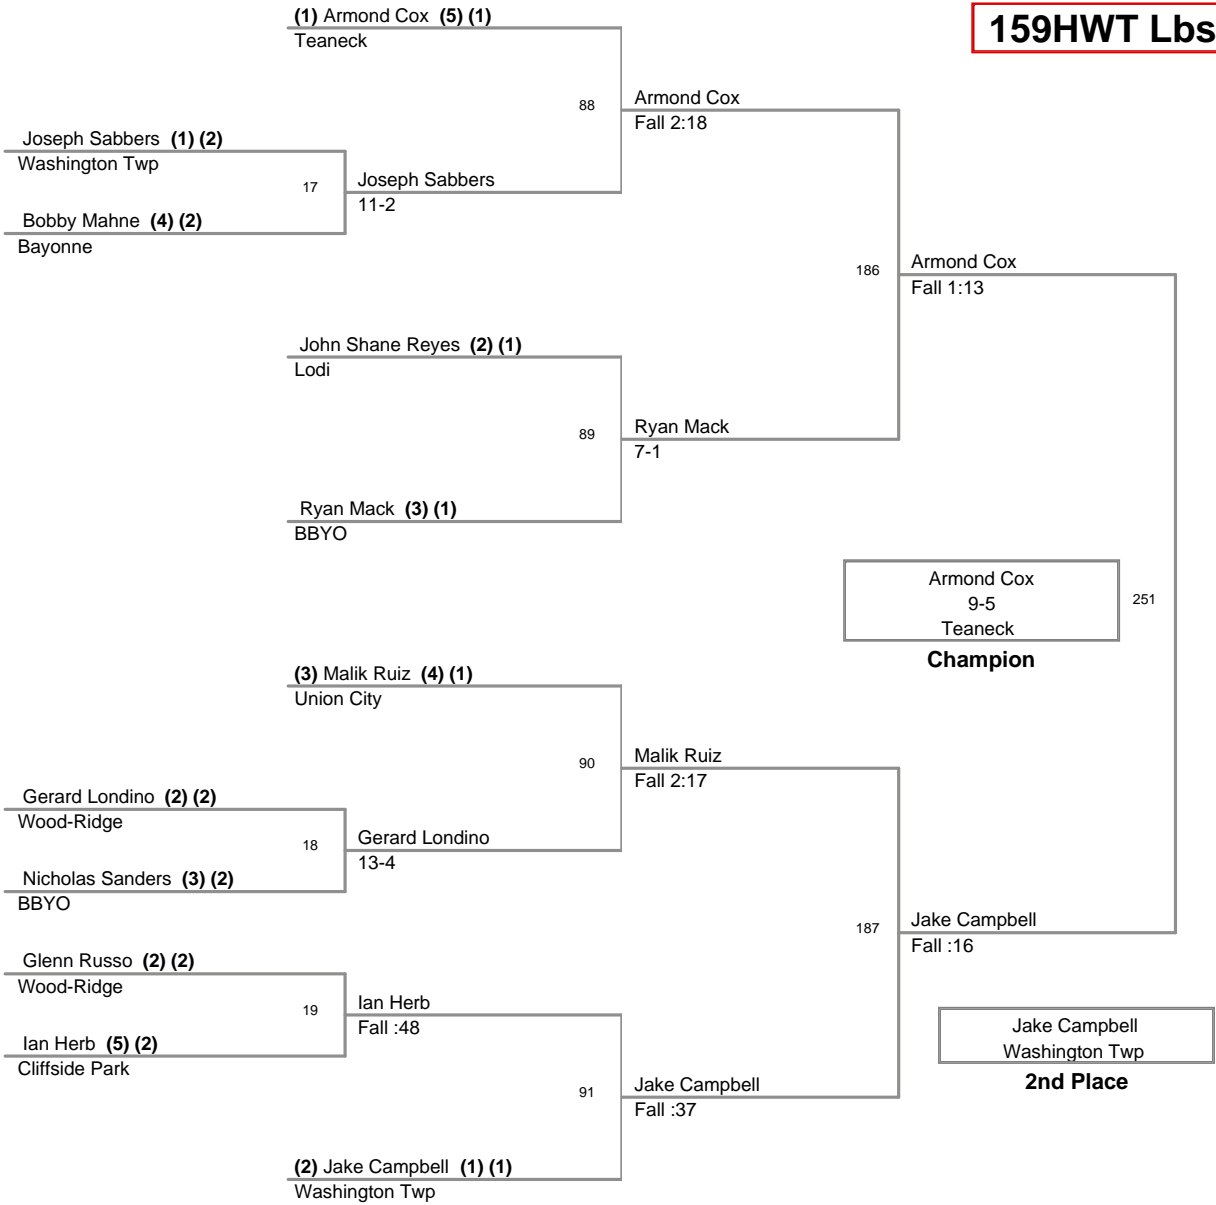 (1) Armond Cox (5) (1)
Teaneck
159HWT Lbs
88
Armond Cox
Fall 2:18
Joseph Sabbers (1) (2)
Washington Twp
17
Joseph Sabbers
11-2
Bobby Mahne (4) (2)
Bayonne
186
Armond Cox
Fall 1:13
John Shane Reyes (2) (1)
Lodi
89
Ryan Mack
7-1
Ryan Mack (3) (1)
BBYO
Armond Cox
9-5
Teaneck
251
Champion
(3) Malik Ruiz (4) (1)
Union City
90
Malik Ruiz
Fall 2:17
Gerard Londino (2) (2)
Wood-Ridge
18
Gerard Londino
13-4
Nicholas Sanders (3) (2)
BBYO
187
Jake Campbell
Fall :16
Glenn Russo (2) (2)
Wood-Ridge
19
Ian Herb
Fall :48
Ian Herb (5) (2)
Cliffside Park
Jake Campbell
Washington Twp
2nd Place
91
Jake Campbell
Fall :37
(2) Jake Campbell (1) (1)
Washington Twp